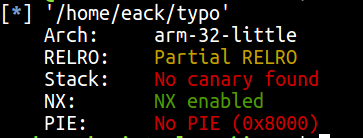 [*] '/home/eack/typo'
Arch: arm-32-little
RELRO: Partial RELRO
Stack: No canary found
NX: NX enabled
PIE: No PIE (0x8000)